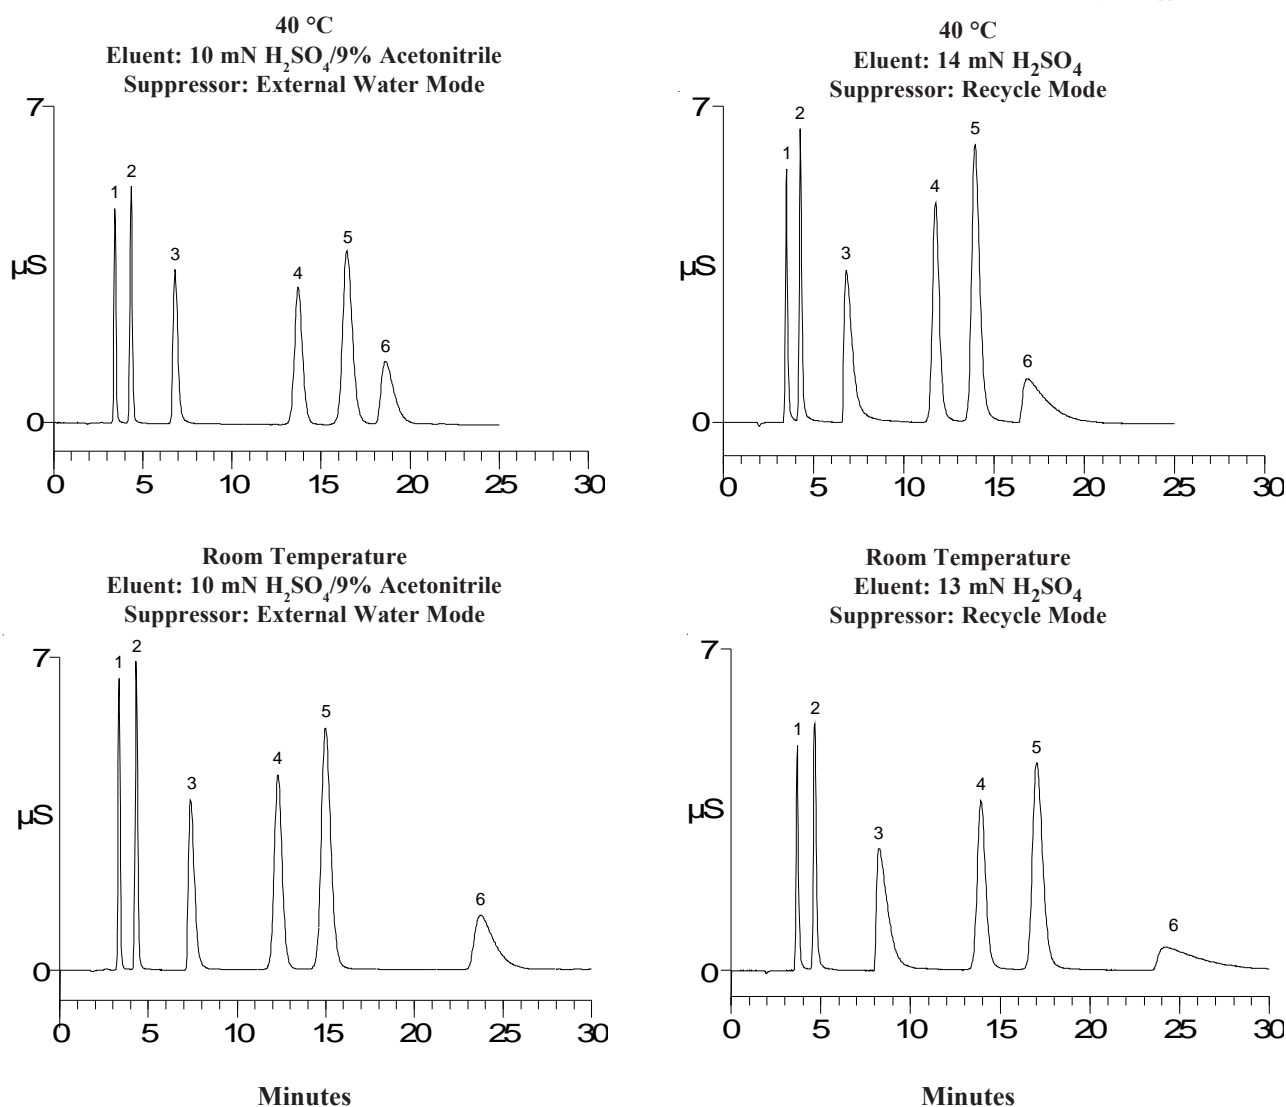 40 °C
Eluent: 10 mN H₂SO₄/9% Acetonitrile
Suppressor: External Water Mode
7
µS
0
1
2
3
4
5
6
0 5 10 15 20 25 30
40 °C
Eluent: 14 mN H₂SO₄
Suppressor: Recycle Mode
7
µS
0
1
2
3
4
5
6
0 5 10 15 20 25 30
Room Temperature
Eluent: 10 mN H₂SO₄/9% Acetonitrile
Suppressor: External Water Mode
7
µS
0
1
2
3
4
5
6
0 5 10 15 20 25 30
Minutes
Room Temperature
Eluent: 13 mN H₂SO₄
Suppressor: Recycle Mode
7
µS
0
1
2
3
4
5
6
0 5 10 15 20 25 30
Minutes